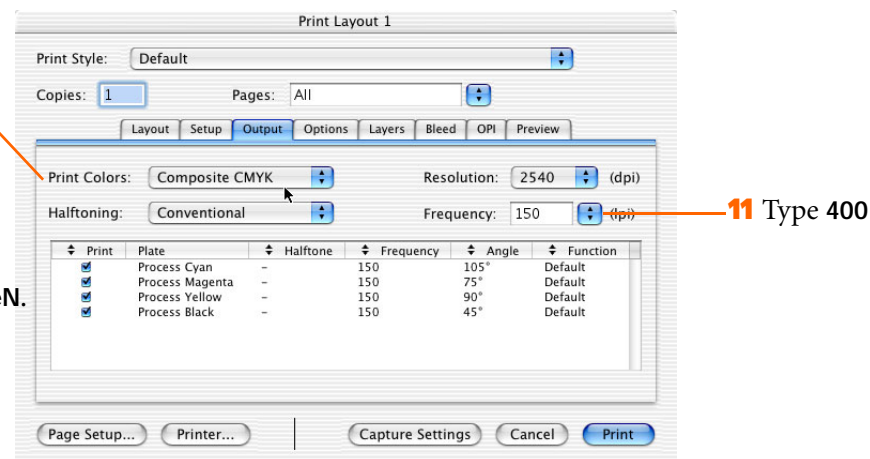 Print Layout 1
Print Style: Default
Copies: 1 Pages: All
Layout Setup Output Options Layers Bleed OPI Preview
Print Colors: Composite CMYK Resolution: 2540 (dpi)
Halftoning: Conventional Frequency: 150 (lpi)
11 Type 400
Print Plate Halftone Frequency Angle Function
Process Cyan – 150 105° Default
Process Magenta – 150 75° Default
Process Yellow – 150 90° Default
Process Black – 150 45° Default
N.
Page Setup... Printer... Capture Settings Cancel Print